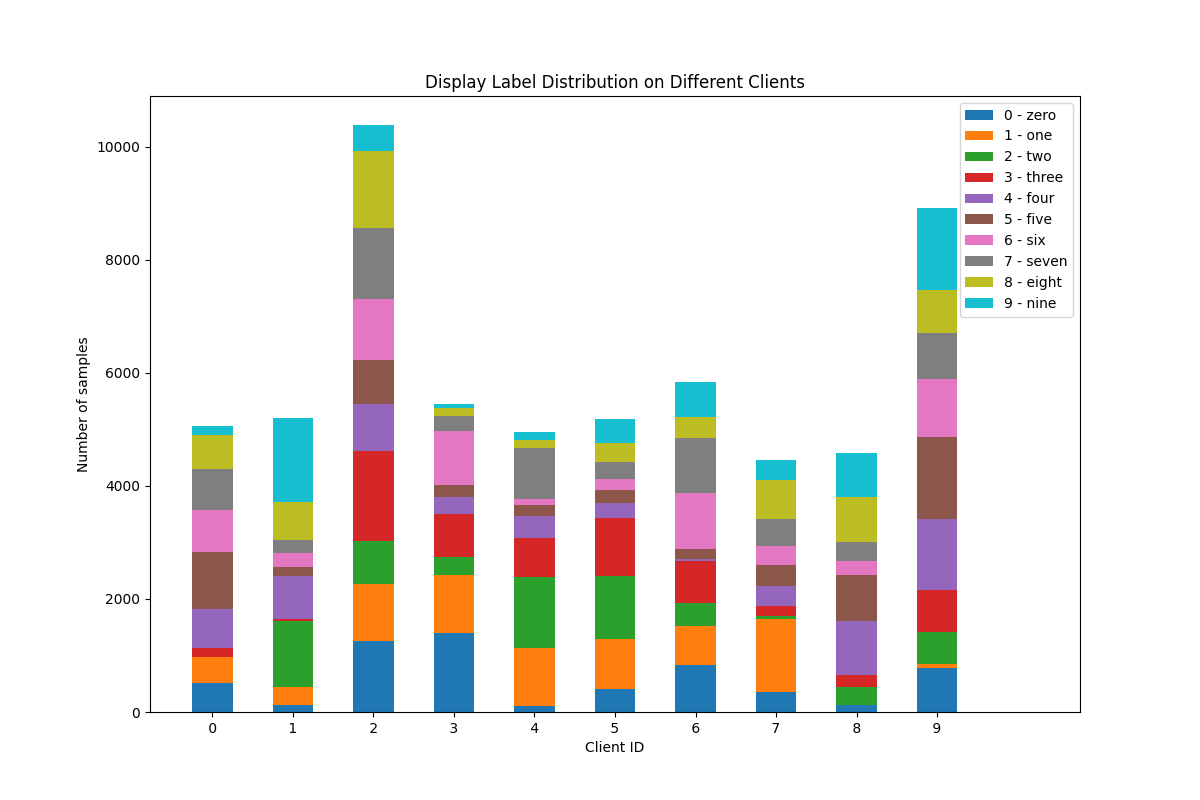 Display Label Distribution on Different Clients
Number of samples
10000
8000
6000
4000
2000
0
0 1 2 3 4 5 6 7 8 9
Client ID
0 - zero
1 - one
2 - two
3 - three
4 - four
5 - five
6 - six
7 - seven
8 - eight
9 - nine